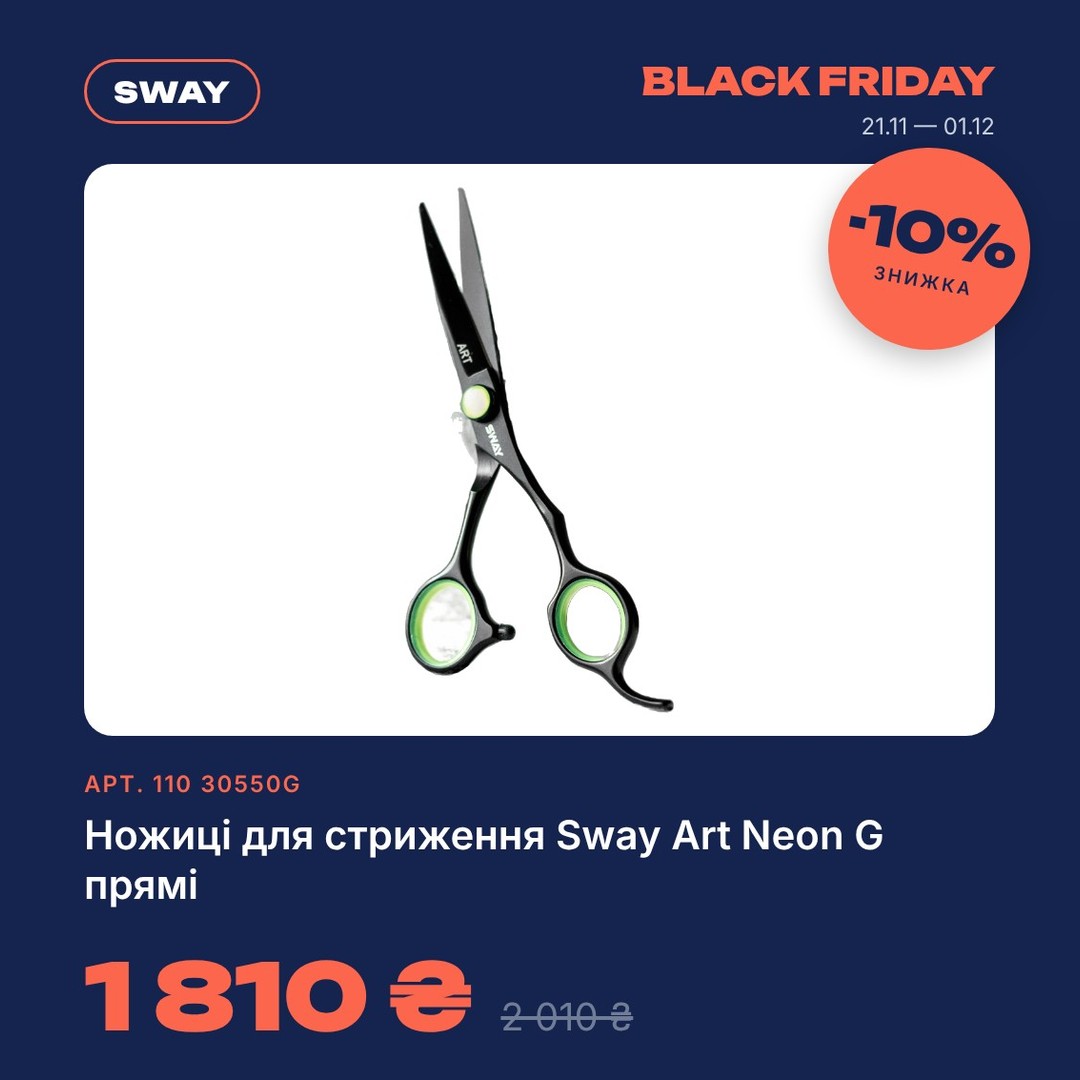 SWAY
BLACK FRIDAY
21.11 — 01.12
-10%
ЗНИЖКА
ART
SWAY
АРТ. 110 30550G
Ножиці для стриження Sway Art Neon G
прямі
1 810 ₴
2 010 ₴